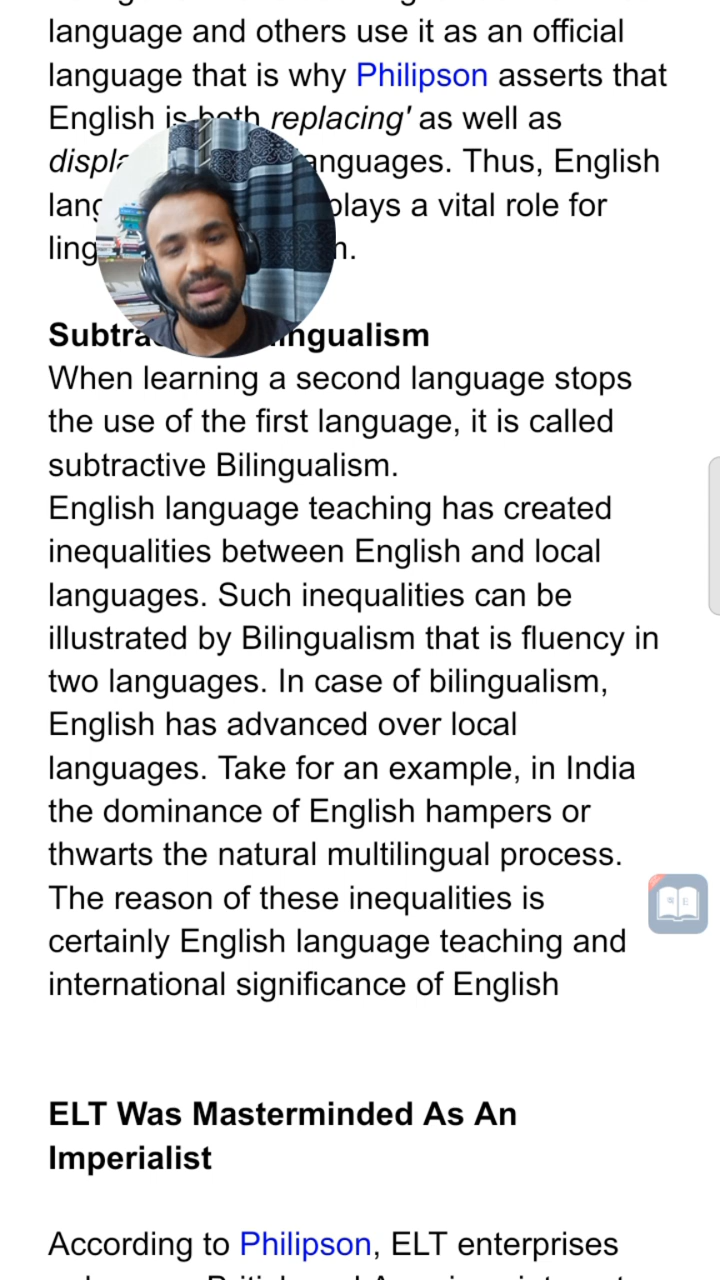 language and others use it as an official
language that is why Philipson asserts that
English is both replacing' as well as
anguages. Thus, English
plays a vital role for
Subtra ngualism
When learning a second language stops
the use of the first language, it is called
subtractive Bilingualism.
English language teaching has created
inequalities between English and local
languages. Such inequalities can be
illustrated by Bilingualism that is fluency in
two languages. In case of bilingualism,
English has advanced over local
languages. Take for an example, in India
the dominance of English hampers or
thwarts the natural multilingual process.
The reason of these inequalities is
certainly English language teaching and
international significance of English
ELT Was Masterminded As An
Imperialist
According to Philipson, ELT enterprises